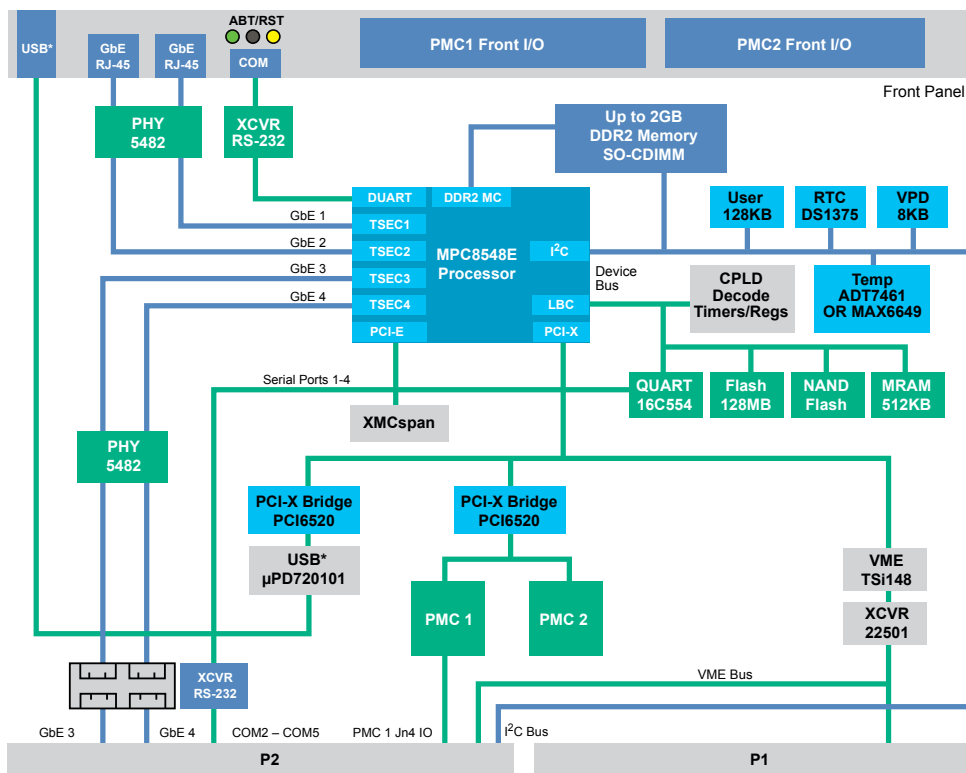 ABT/RST
USB*
GbE
RJ-45
GbE
RJ-45
COM
PMC1 Front I/O
PMC2 Front I/O
Front Panel
PHY
5482
XCVR
RS-232
Up to 2GB
DDR2 Memory
SO-CDIMM
User
128KB
RTC
DS1375
VPD
8KB
DUART
DDR2 MC
GbE 1
TSEC1
GbE 2
TSEC2
MPC8548E
Processor
I²C
GbE 3
TSEC3
Device
Bus
CPLD
Decode
Timers/Regs
Temp
ADT7461
OR MAX6649
GbE 4
TSEC4
LBC
PCI-E
PCI-X
Serial Ports 1-4
QUART
16C554
Flash
128MB
NAND
Flash
MRAM
512KB
XMCspan
PHY
5482
PCI-X Bridge
PCI6520
PCI-X Bridge
PCI6520
USB*
µPD720101
VME
TSi148
PMC 1
PMC 2
XCVR
22501
XCVR
RS-232
VME Bus
GbE 3
GbE 4
COM2 – COM5
PMC 1 Jn4 IO
I²C Bus
P2
P1